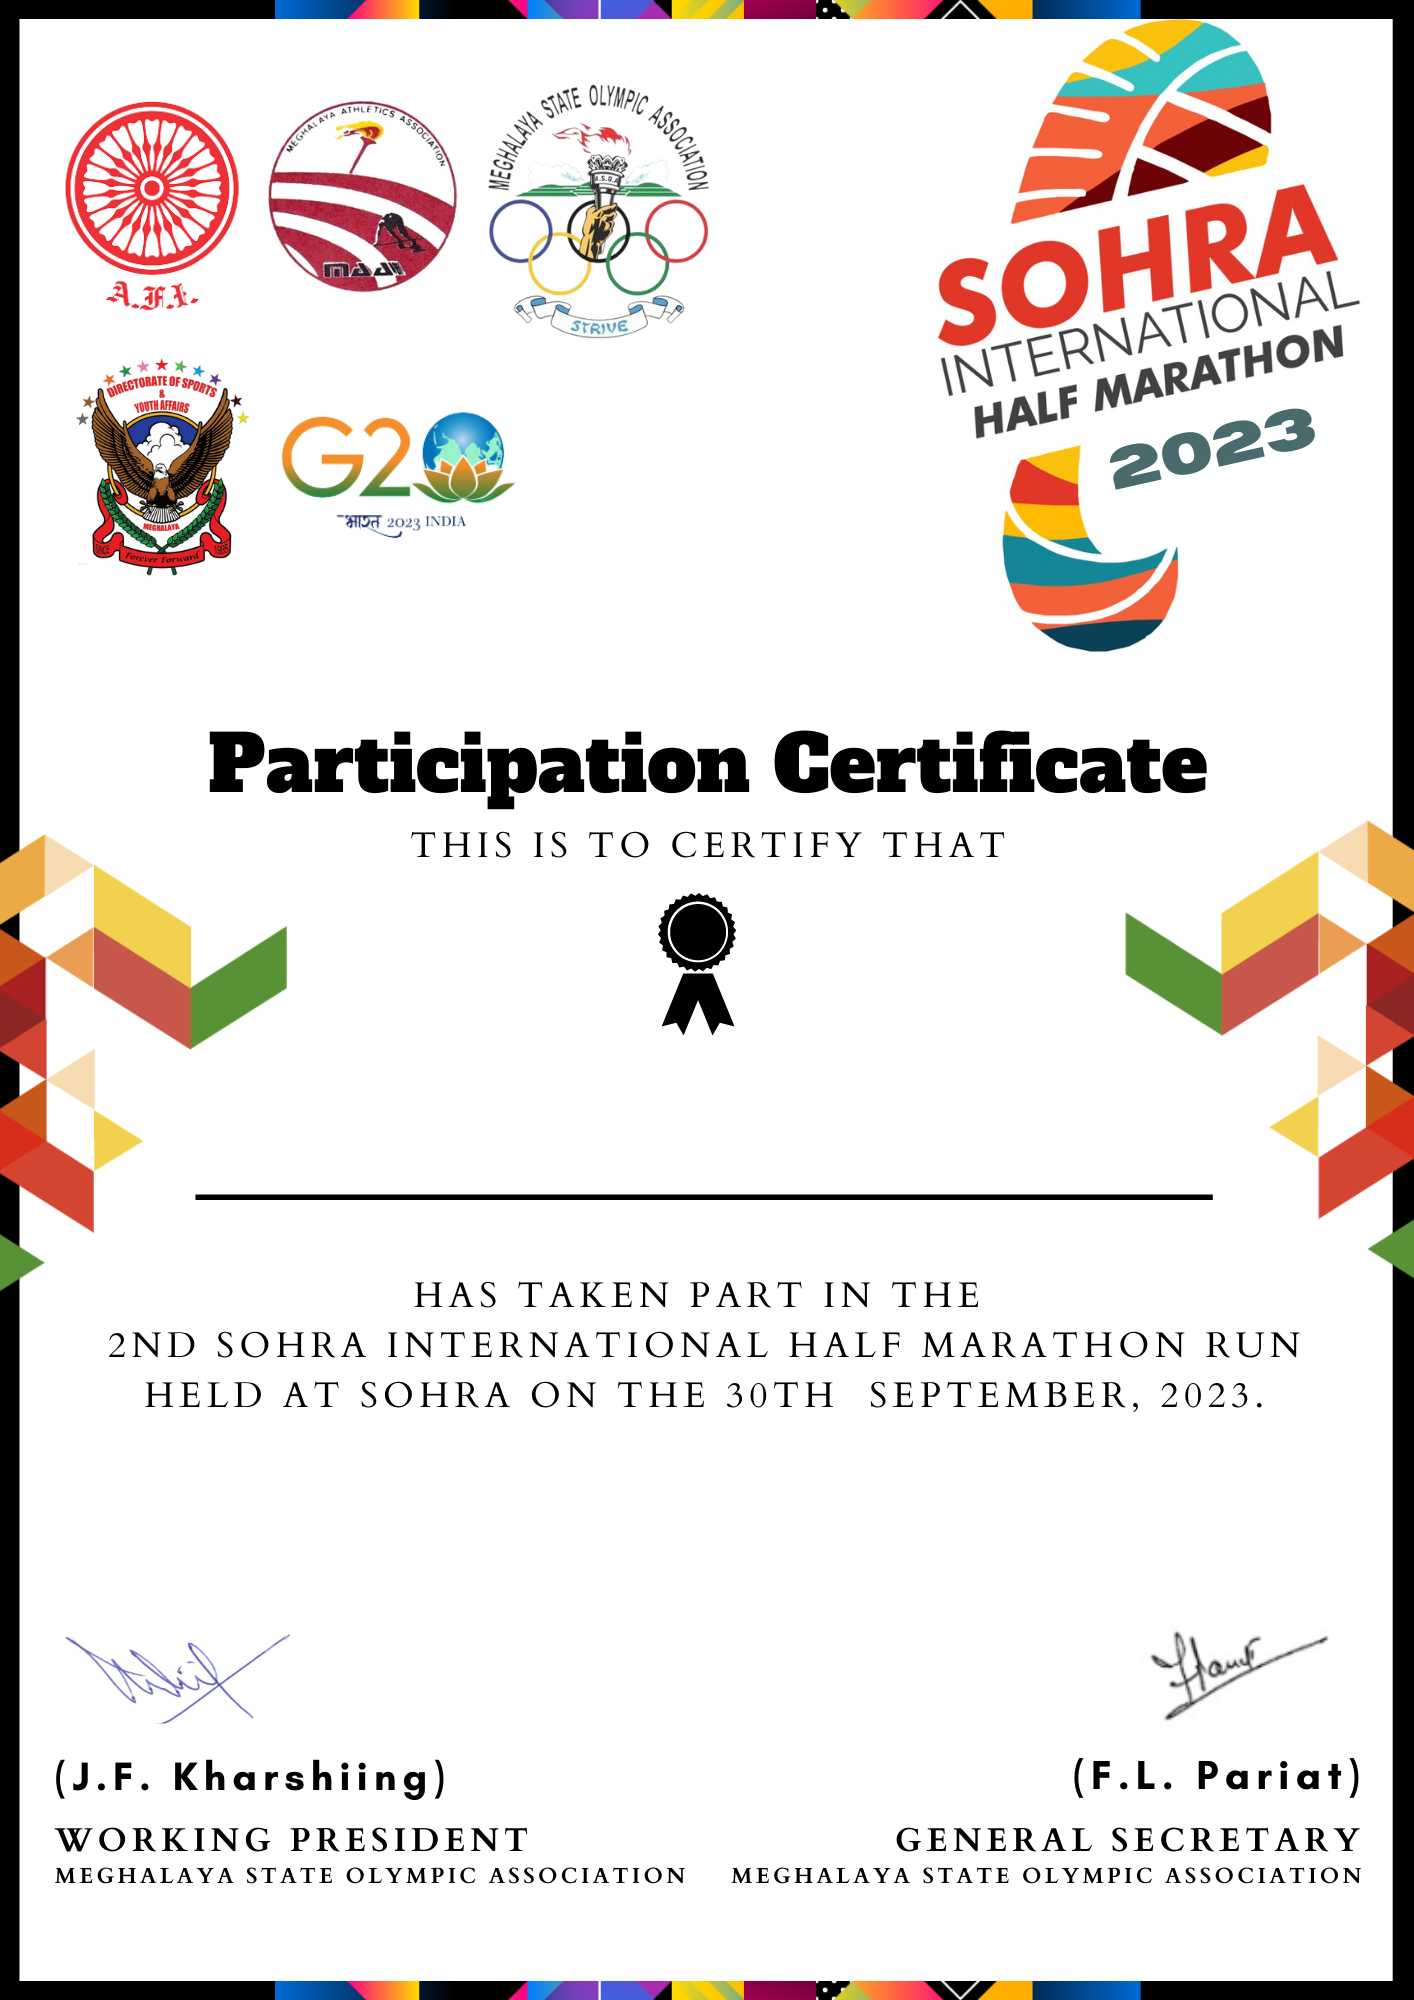 MEGHALAYA STATE OLYMPIC ASSOCIATION
MEGHALAYA ATHLETICS ASSOCIATION
M.S.O.A
A.F.I.
MAA
STRIVE
SOHRA
INTERNATIONAL
HALF MARATHON
2023
DIRECTORATE OF SPORTS
&
YOUTH AFFAIRS
MEGHALAYA
SINCE 1985
Forever Forward
G20
भारत 2023 INDIA
Participation Certificate
THIS IS TO CERTIFY THAT
HAS TAKEN PART IN THE
2ND SOHRA INTERNATIONAL HALF MARATHON RUN
HELD AT SOHRA ON THE 30TH SEPTEMBER, 2023.
(J.F. Kharshiing)
WORKING PRESIDENT
MEGHALAYA STATE OLYMPIC ASSOCIATION
(F.L. Pariat)
GENERAL SECRETARY
MEGHALAYA STATE OLYMPIC ASSOCIATION